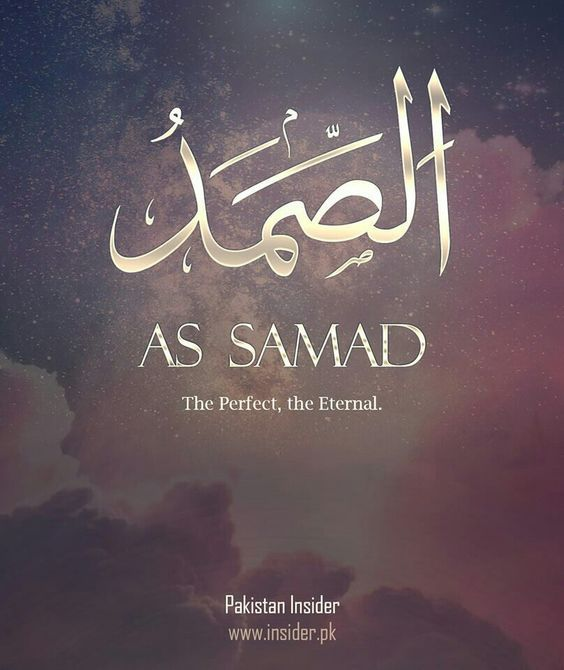 الصَّمَدُ
AS SAMAD
The Perfect, the Eternal.
Pakistan Insider
www.insider.pk